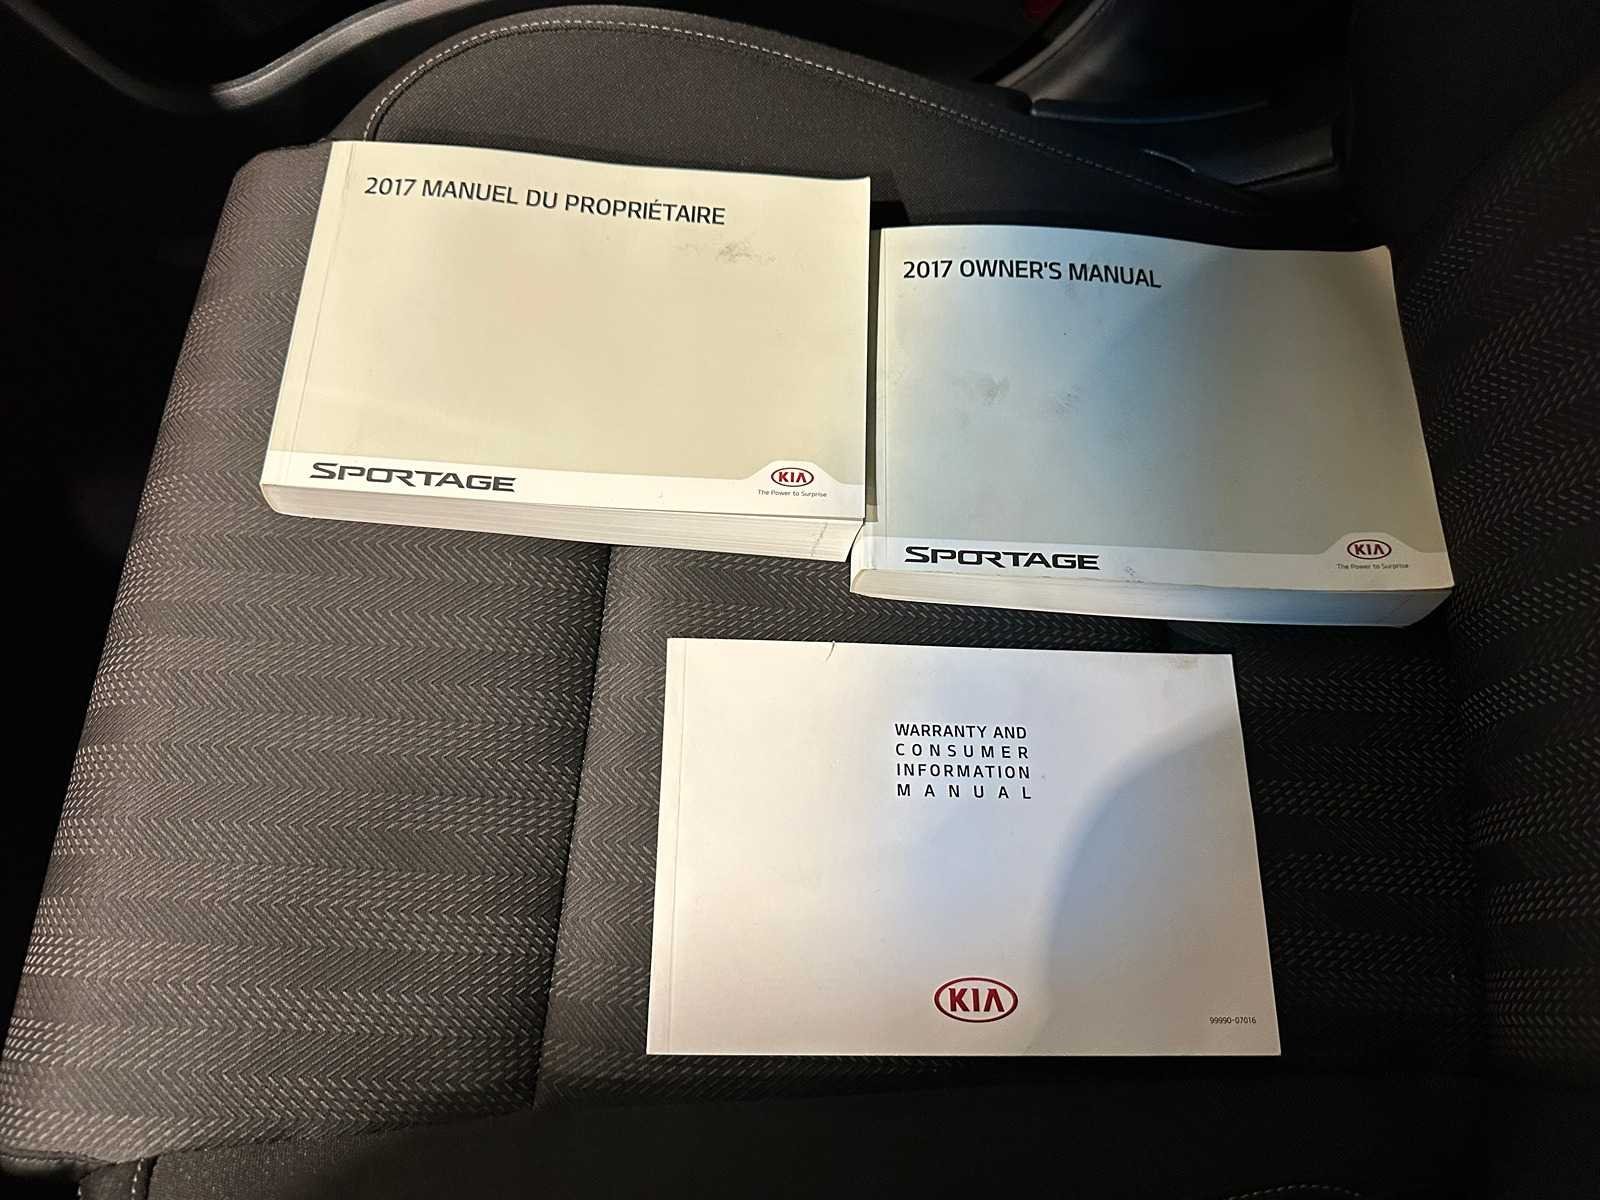 2017 MANUEL DU PROPRIÉTAIRE
SPORTAGE
KIA
The Power to Surprise
2017 OWNER'S MANUAL
SPORTAGE
KIA
The Power to Surprise
WARRANTY AND
CONSUMER
INFORMATION
MANUAL
KIA
99990-07016